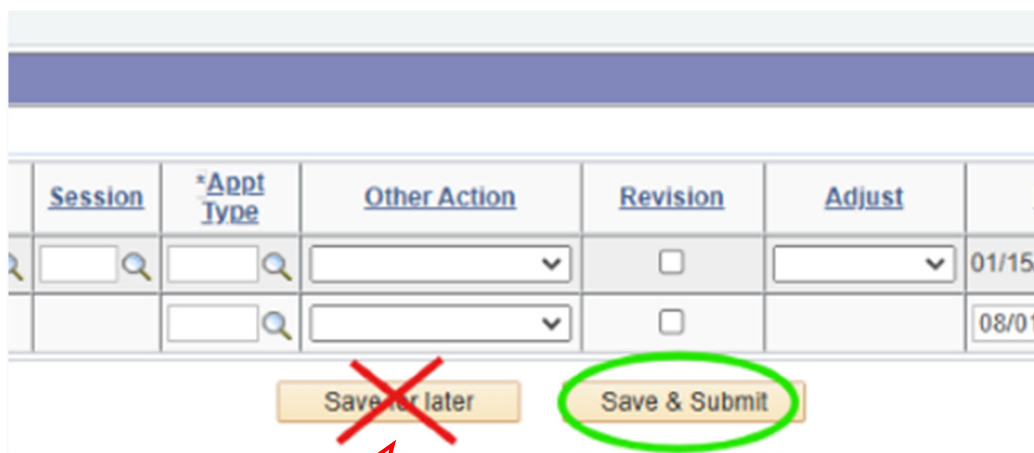 Session *Appt Type Other Action Revision Adjust
01/15
08/01
Save for later Save & Submit